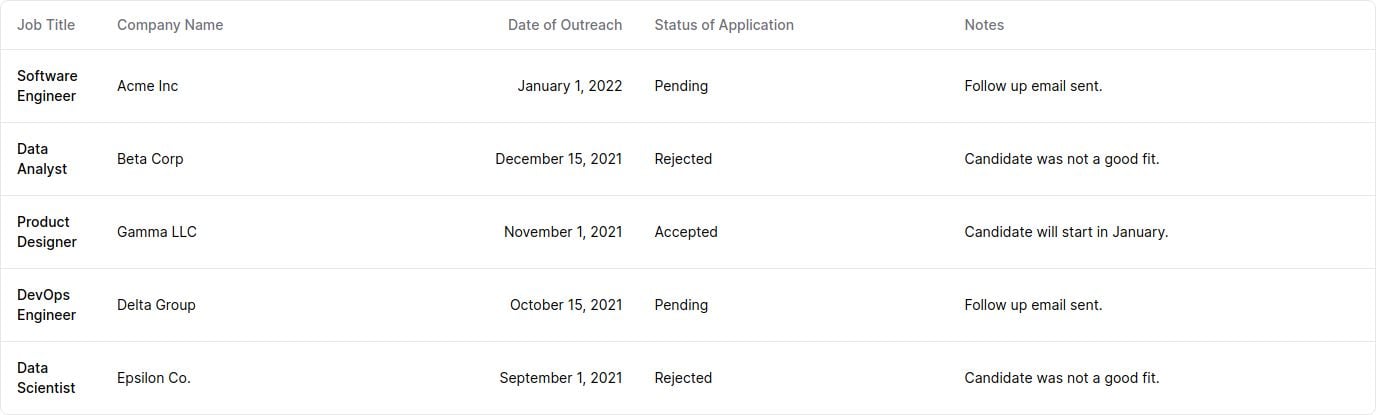 Job Title Company Name Date of Outreach Status of Application Notes
Software
Engineer Acme Inc January 1, 2022 Pending Follow up email sent.
Data
Analyst Beta Corp December 15, 2021 Rejected Candidate was not a good fit.
Product
Designer Gamma LLC November 1, 2021 Accepted Candidate will start in January.
DevOps
Engineer Delta Group October 15, 2021 Pending Follow up email sent.
Data
Scientist Epsilon Co. September 1, 2021 Rejected Candidate was not a good fit.